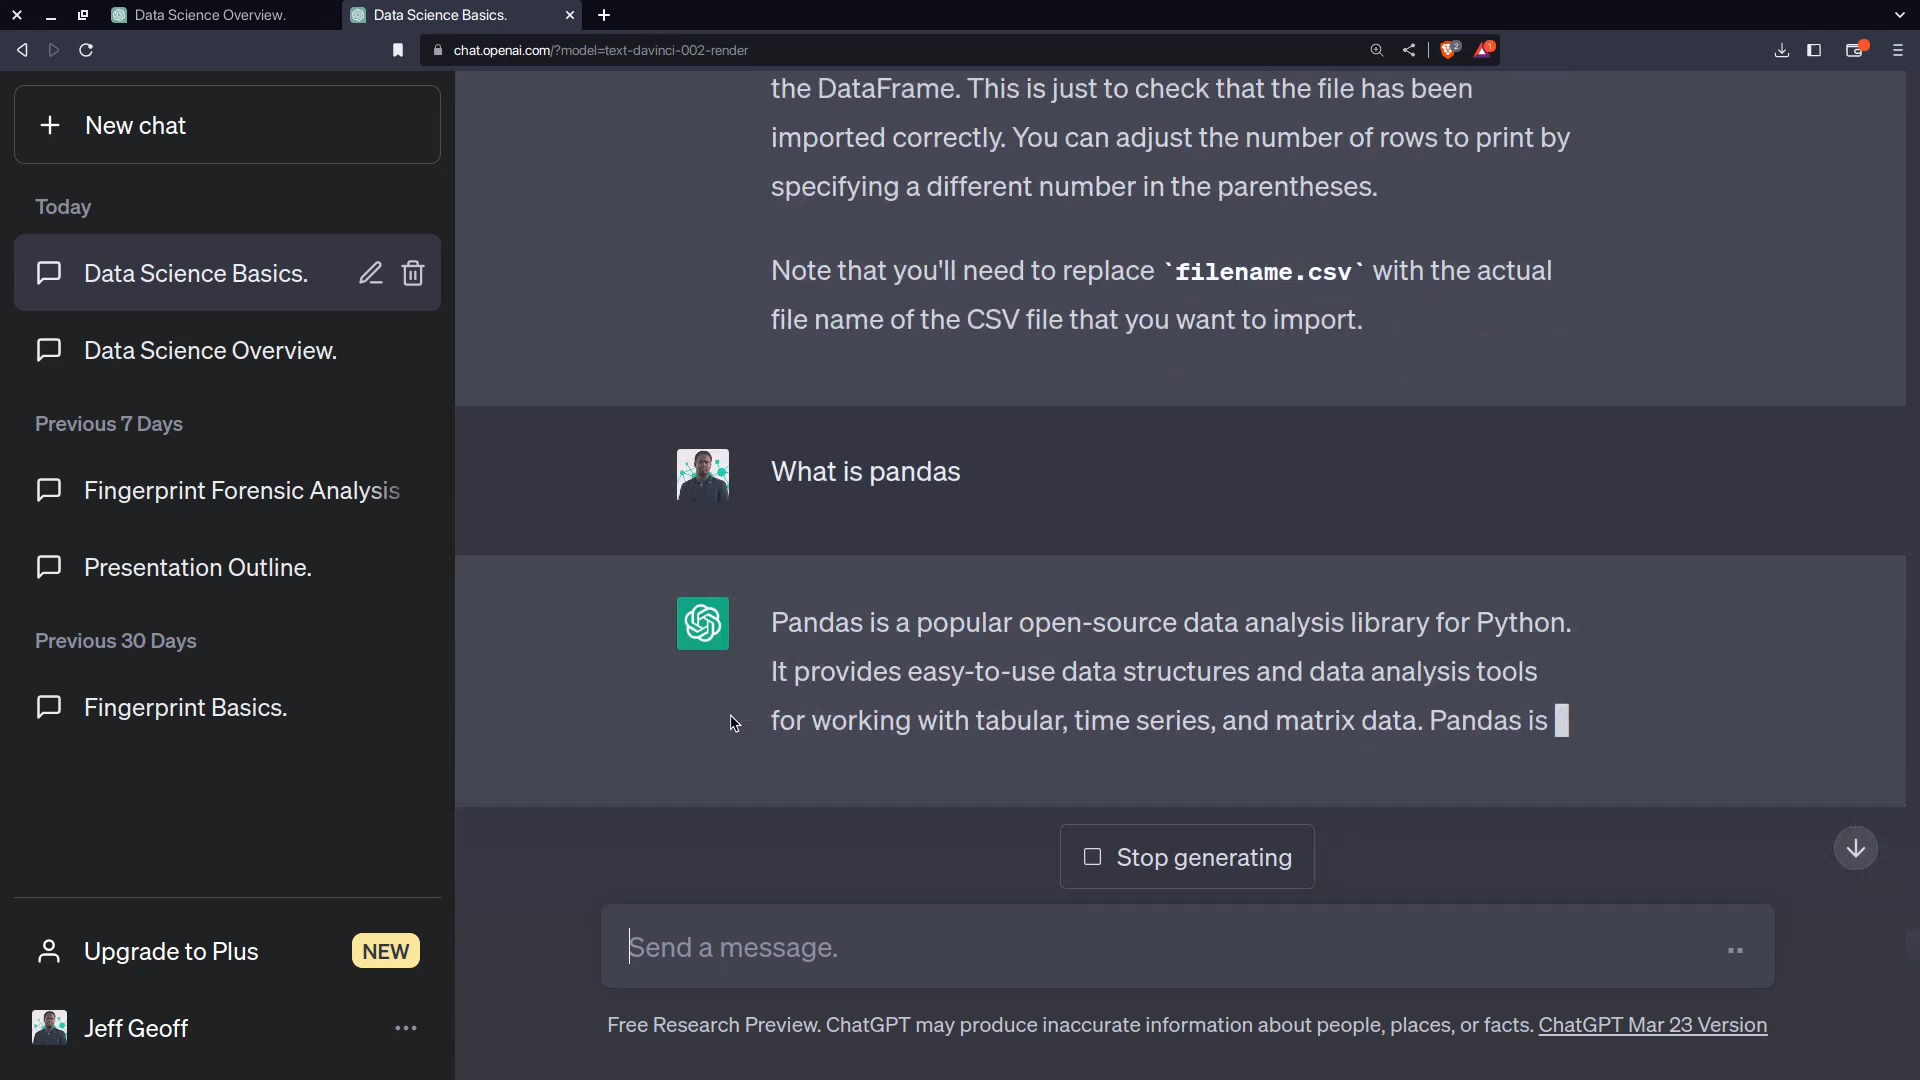 Data Science Overview.
Data Science Basics.
chat.openai.com/?model=text-davinci-002-render
2
1
New chat
Today
Data Science Basics.
Data Science Overview.
Previous 7 Days
Fingerprint Forensic Analysis
Presentation Outline.
Previous 30 Days
Fingerprint Basics.
Upgrade to Plus
NEW
Jeff Geoff
the DataFrame. This is just to check that the file has been
imported correctly. You can adjust the number of rows to print by
specifying a different number in the parentheses.
Note that you'll need to replace `filename.csv` with the actual
file name of the CSV file that you want to import.
What is pandas
Pandas is a popular open-source data analysis library for Python.
It provides easy-to-use data structures and data analysis tools
for working with tabular, time series, and matrix data. Pandas is
Stop generating
Send a message.
Free Research Preview. ChatGPT may produce inaccurate information about people, places, or facts. ChatGPT Mar 23 Version